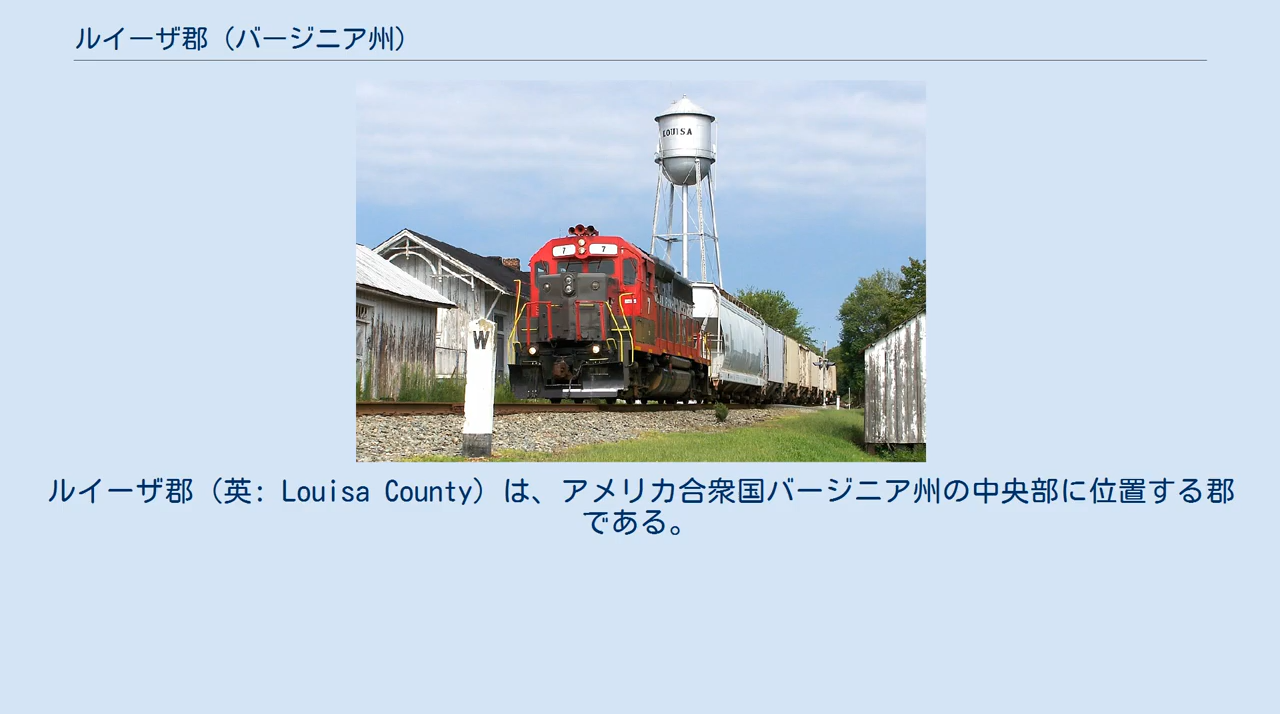 ルイーザ郡（バージニア州）
LOUISA
7 7
7
W
ルイーザ郡（英: Louisa County）は、アメリカ合衆国バージニア州の中央部に位置する郡
である。